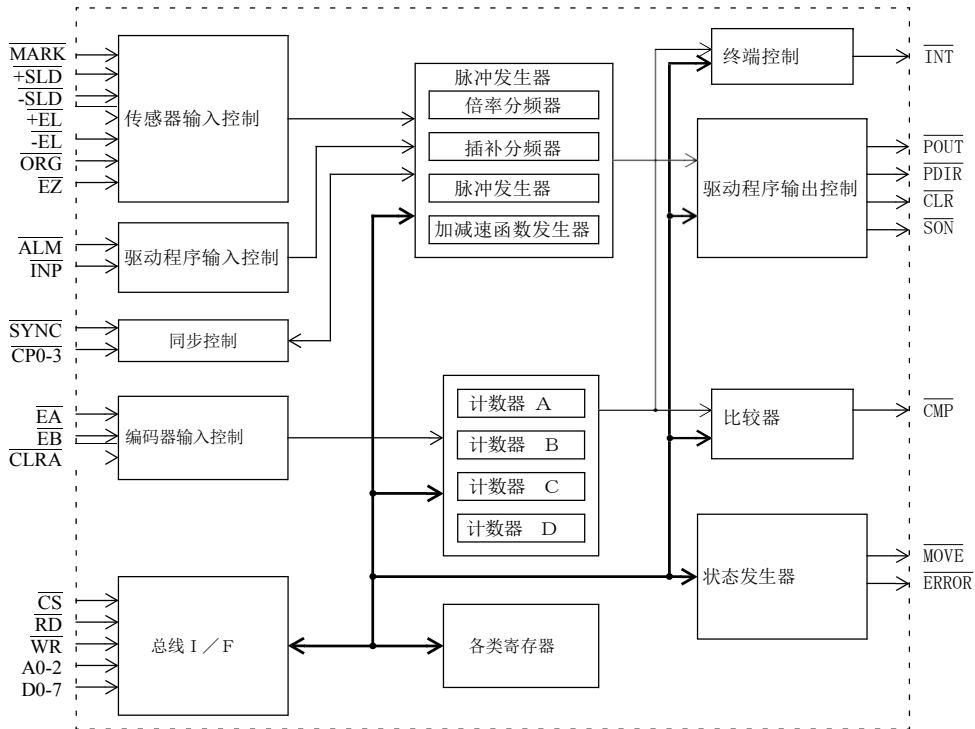 MARK
+SLD
-SLD
+EL
-EL
ORG
EZ
传感器输入控制
ALM
INP
驱动程序输入控制
SYNC
CP0-3
同步控制
EA
EB
CLRA
编码器输入控制
CS
RD
WR
A0-2
D0-7
总线I／F
脉冲发生器
倍率分频器
插补分频器
脉冲发生器
加减速函数发生器
计数器 A
计数器 B
计数器 C
计数器 D
各类寄存器
终端控制
INT
驱动程序输出控制
POUT
PDIR
CLR
SON
比较器
CMP
状态发生器
MOVE
ERROR